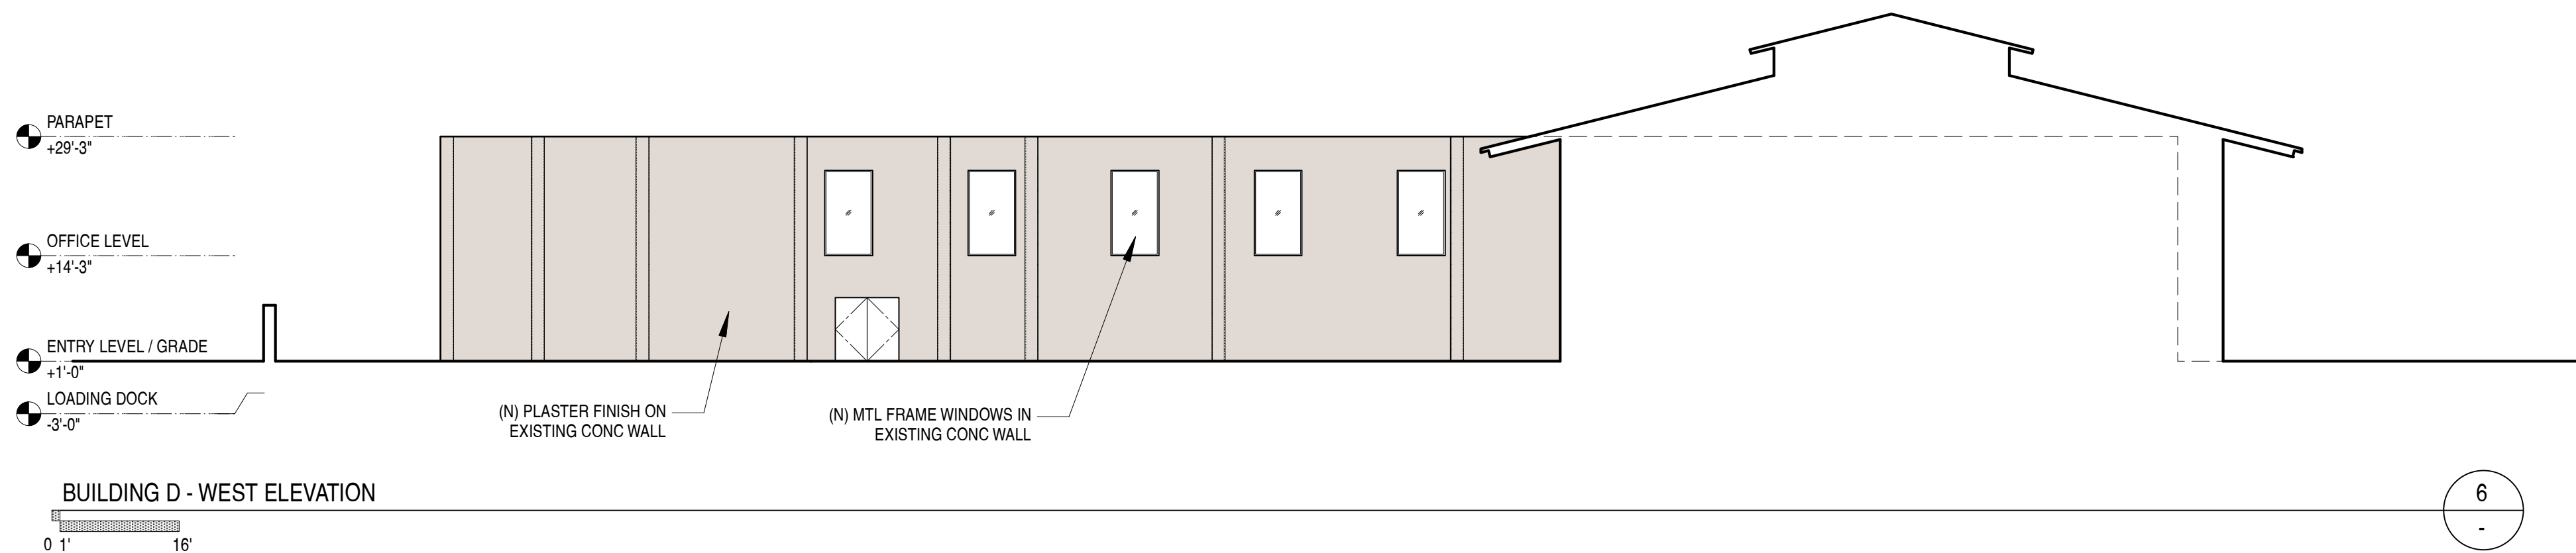 PARAPET
+29'-3"
OFFICE LEVEL
+14'-3"
ENTRY LEVEL / GRADE
+1'-0"
LOADING DOCK
-3'-0"
(N) PLASTER FINISH ON
EXISTING CONC WALL
(N) MTL FRAME WINDOWS IN
EXISTING CONC WALL
BUILDING D - WEST ELEVATION
0 1' 16'
6
-